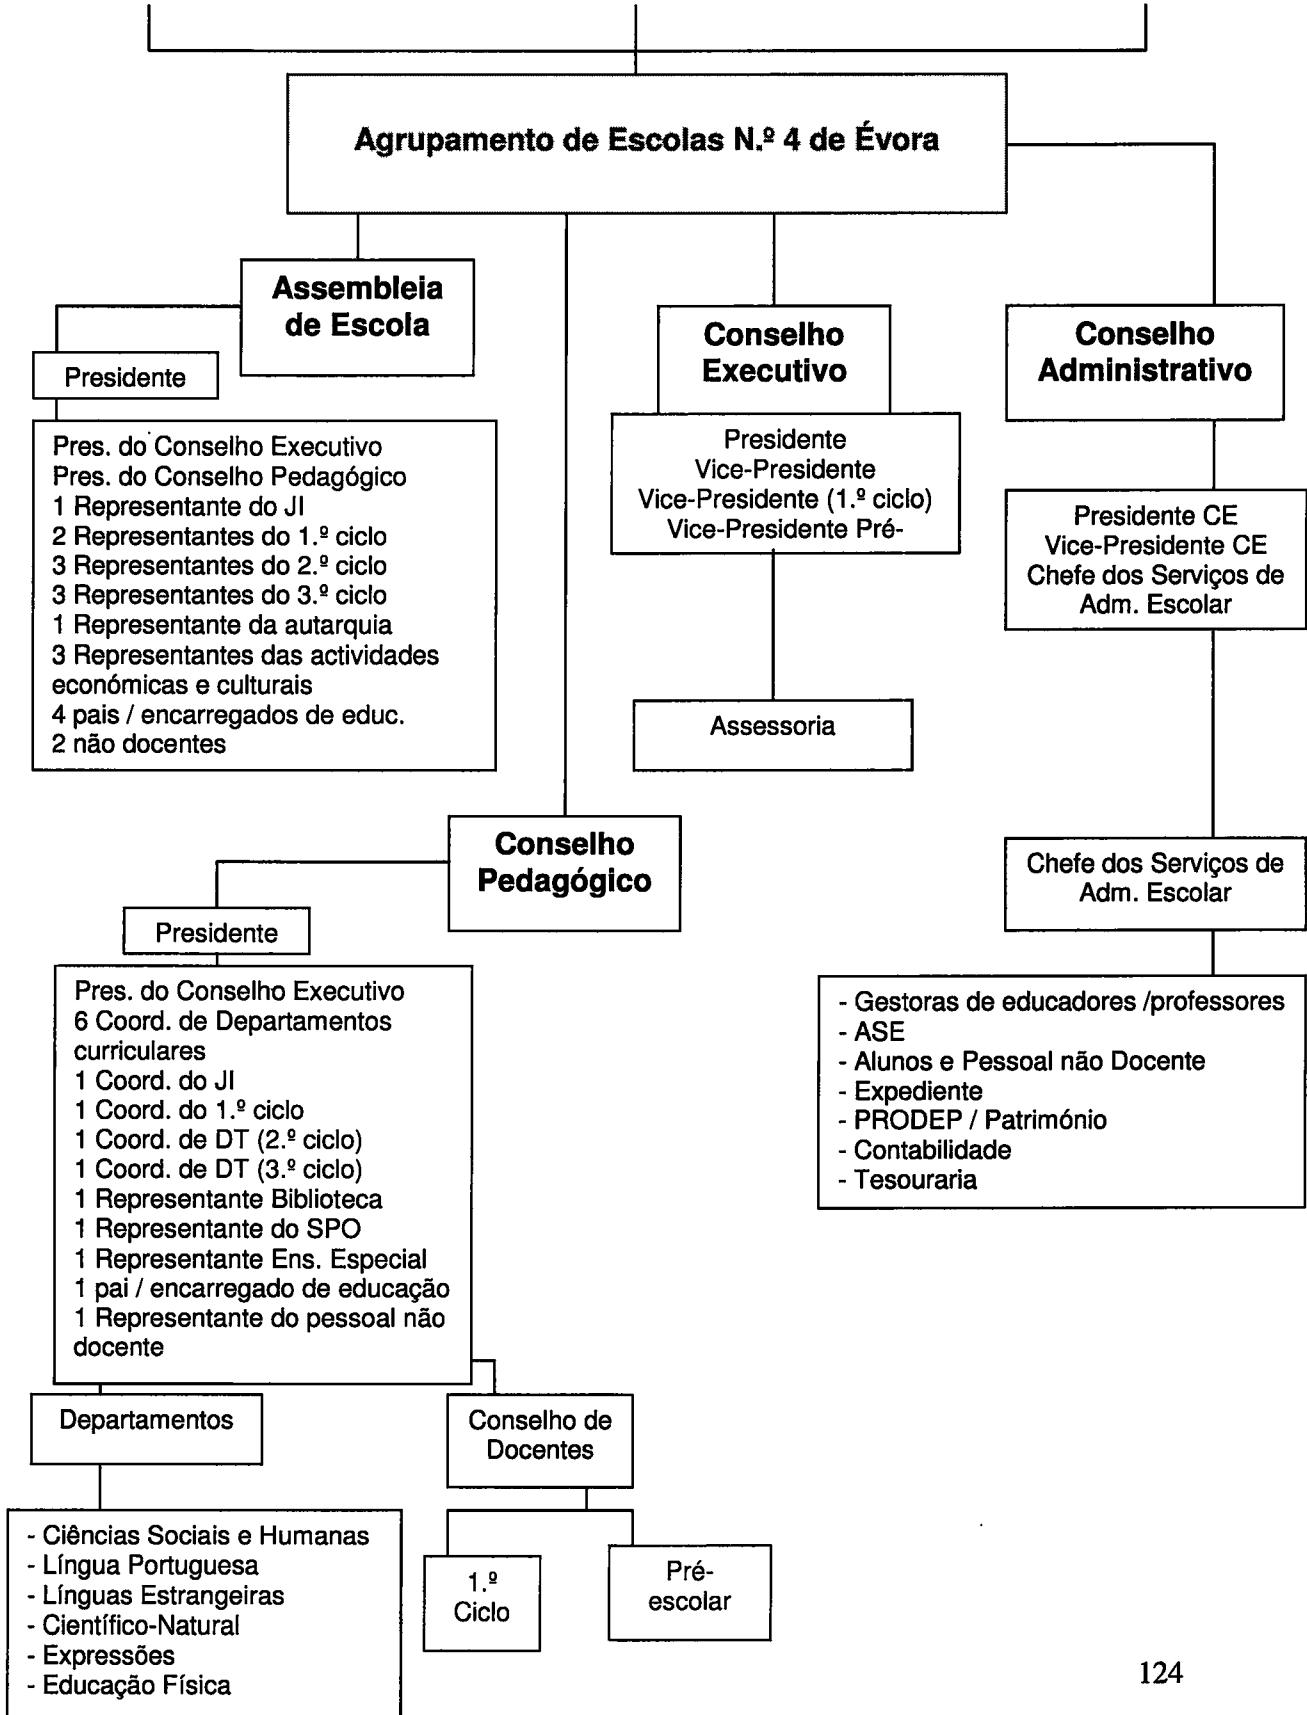 Agrupamento de Escolas N.º 4 de Évora
Assembleia
de Escola
Presidente
Pres. do Conselho Executivo
Pres. do Conselho Pedagógico
1 Representante do JI
2 Representantes do 1.º ciclo
3 Representantes do 2.º ciclo
3 Representantes do 3.º ciclo
1 Representante da autarquia
3 Representantes das actividades
económicas e culturais
4 pais / encarregados de educ.
2 não docentes
Conselho
Executivo
Presidente
Vice-Presidente
Vice-Presidente (1.º ciclo)
Vice-Presidente Pré-
Assessoria
Conselho
Administrativo
Presidente CE
Vice-Presidente CE
Chefe dos Serviços de
Adm. Escolar
Chefe dos Serviços de
Adm. Escolar
- Gestoras de educadores /professores
- ASE
- Alunos e Pessoal não Docente
- Expediente
- PRODEP / Património
- Contabilidade
- Tesouraria
Conselho
Pedagógico
Presidente
Pres. do Conselho Executivo
6 Coord. de Departamentos
curriculares
1 Coord. do JI
1 Coord. do 1.º ciclo
1 Coord. de DT (2.º ciclo)
1 Coord. de DT (3.º ciclo)
1 Representante Biblioteca
1 Representante do SPO
1 Representante Ens. Especial
1 pai / encarregado de educação
1 Representante do pessoal não
docente
Departamentos
- Ciências Sociais e Humanas
- Língua Portuguesa
- Línguas Estrangeiras
- Científico-Natural
- Expressões
- Educação Física
Conselho de
Docentes
1.º
Ciclo
Pré-
escolar
124